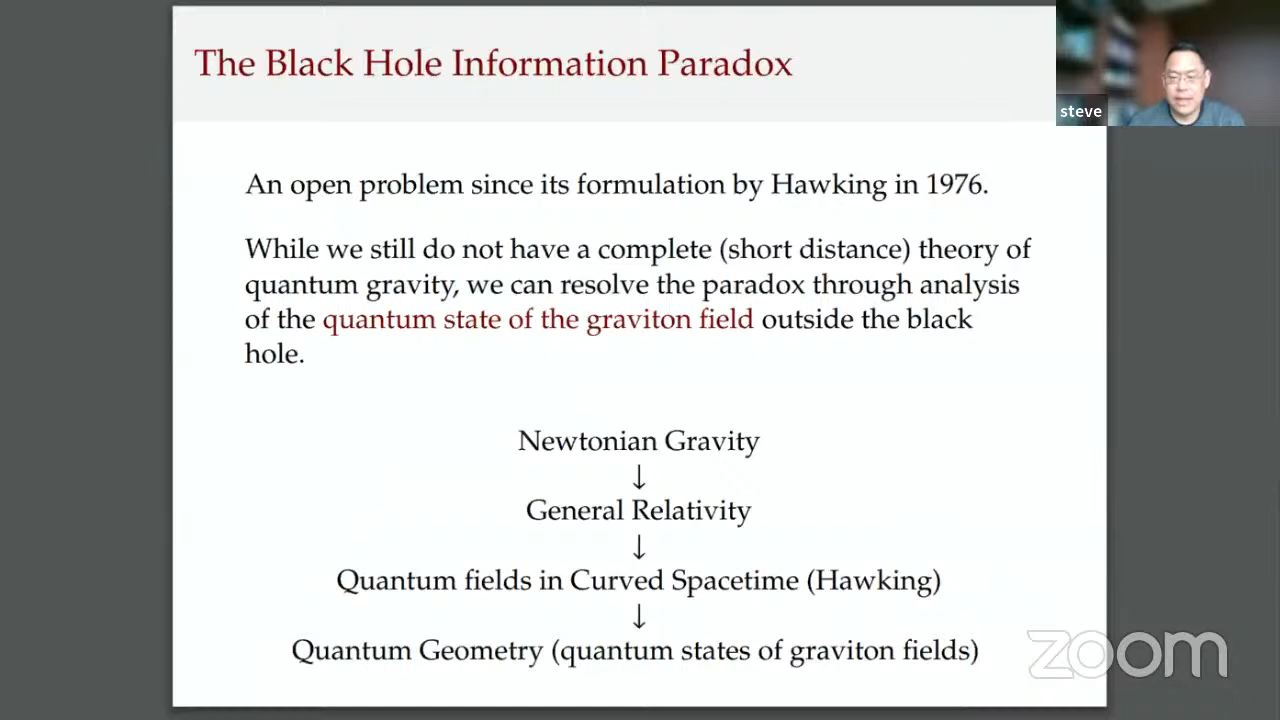 The Black Hole Information Paradox
steve
An open problem since its formulation by Hawking in 1976.
While we still do not have a complete (short distance) theory of
quantum gravity, we can resolve the paradox through analysis
of the quantum state of the graviton field outside the black
hole.
Newtonian Gravity
↓
General Relativity
↓
Quantum fields in Curved Spacetime (Hawking)
↓
Quantum Geometry (quantum states of graviton fields)
zoom